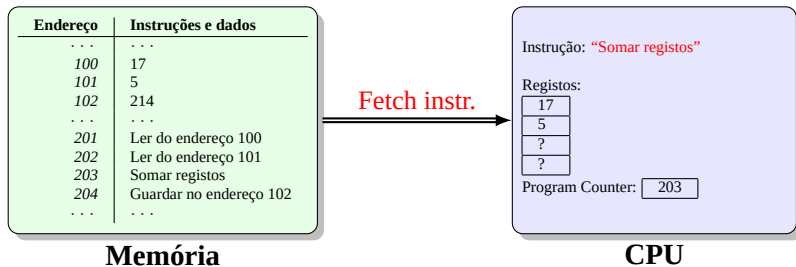 Endereço Instruções e dados
. . . . . .
100 17
101 5
102 214
. . . . . .
201 Ler do endereço 100
202 Ler do endereço 101
203 Somar registos
204 Guardar no endereço 102
. . . . . .
Memória
Fetch instr.
Instrução: “Somar registos”
Registos:
17
5
?
?
Program Counter: 203
CPU